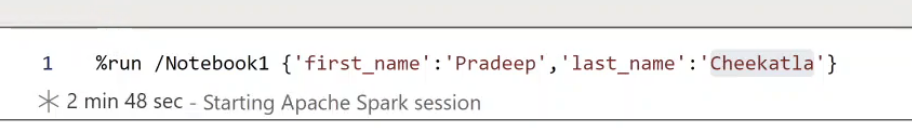 1 %run /Notebook1 {'first_name':'Pradeep','last_name':'Cheekatla'}
2 min 48 sec - Starting Apache Spark session